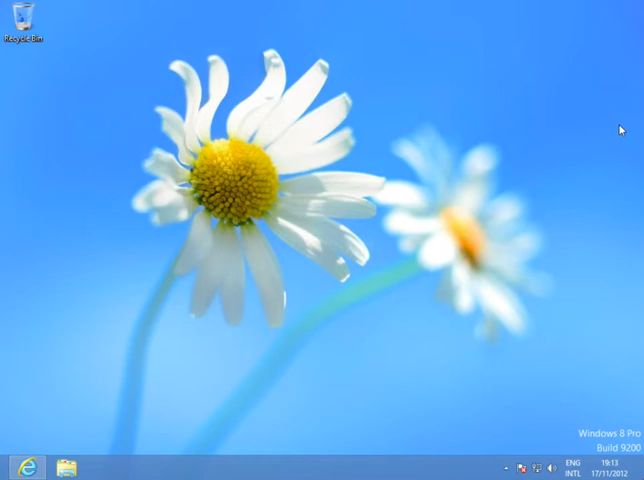 Recycle Bin
Windows 8 Pro
Build 9200
ENG 19:13
INTL 17/11/2012